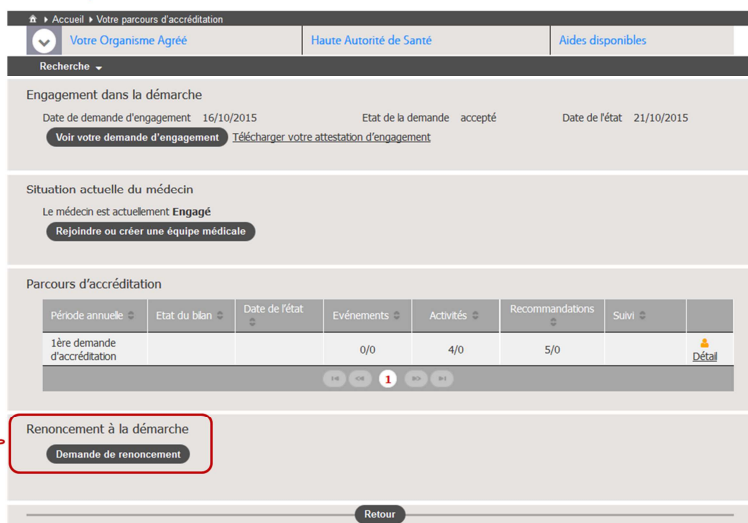 Accueil Votre parcours d'accréditation
Votre Organisme Agréé Haute Autorité de Santé Aides disponibles
Recherche
Engagement dans la démarche
Date de demande d'engagement 16/10/2015 Etat de la demande accepté Date de l'état 21/10/2015
Voir votre demande d'engagement Télécharger votre attestation d'engagement
Situation actuelle du médecin
Le médecin est actuellement Engagé
Rejoindre ou créer une équipe médicale
Parcours d'accréditation
Période annuelle Etat du bilan Date de l'état Evénements Activités Recommandations Suivi
1ère demande
d'accréditation 0/0 4/0 5/0 Détail
1
Renoncement à la démarche
Demande de renoncement
Retour